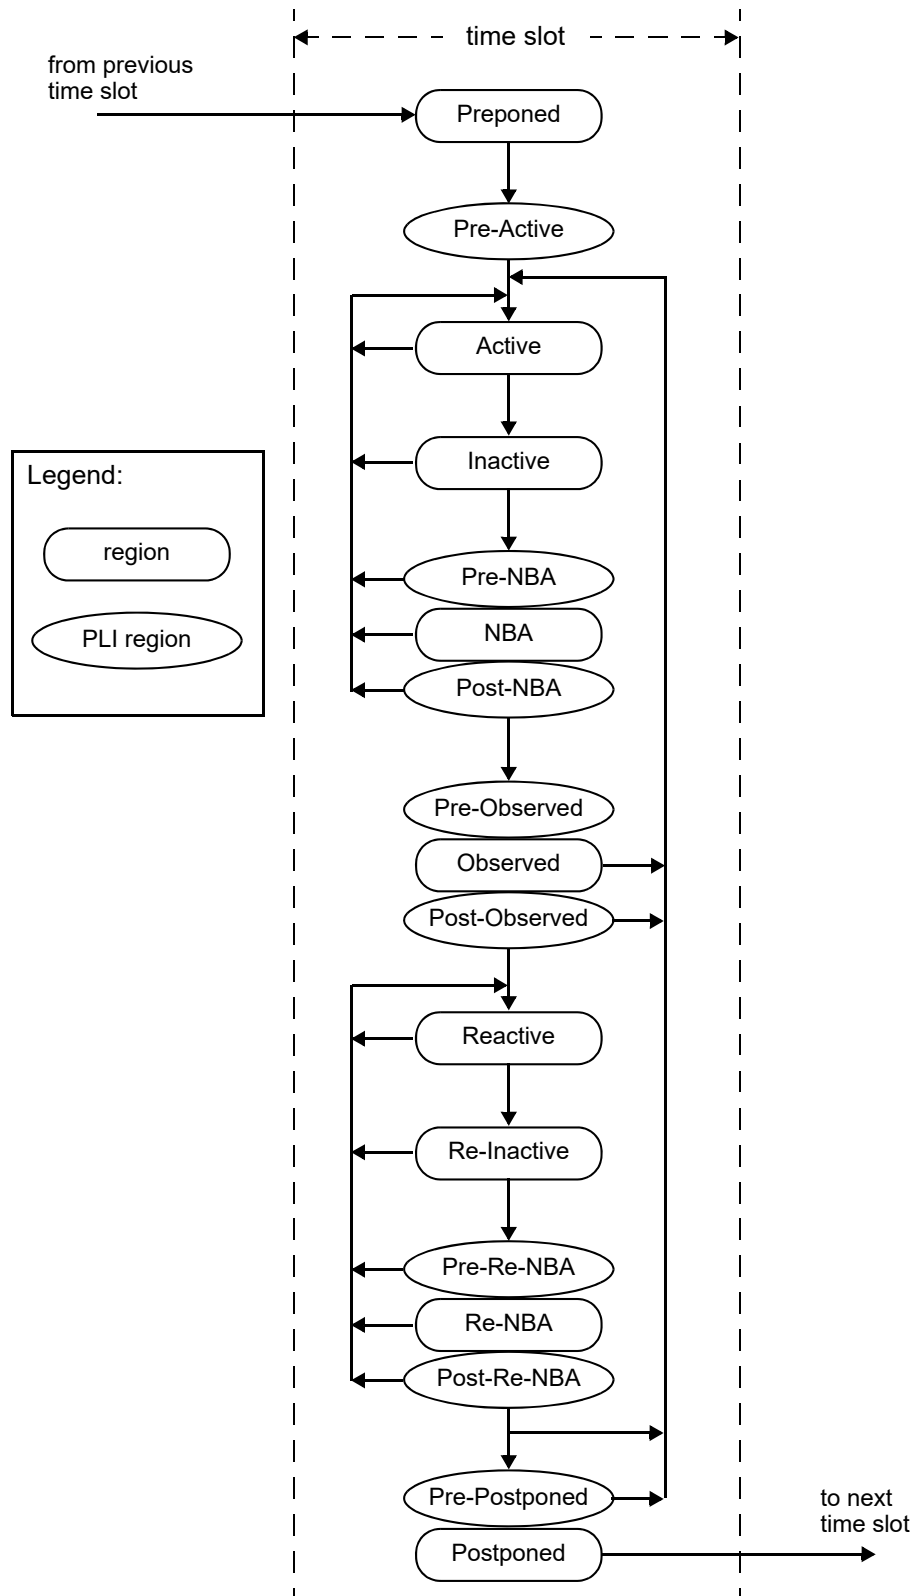 time slot
from previous
time slot
Preponed
Pre-Active
Active
Inactive
Legend:
region
PLI region
Pre-NBA
NBA
Post-NBA
Pre-Observed
Observed
Post-Observed
Reactive
Re-Inactive
Pre-Re-NBA
Re-NBA
Post-Re-NBA
Pre-Postponed
Postponed
to next
time slot